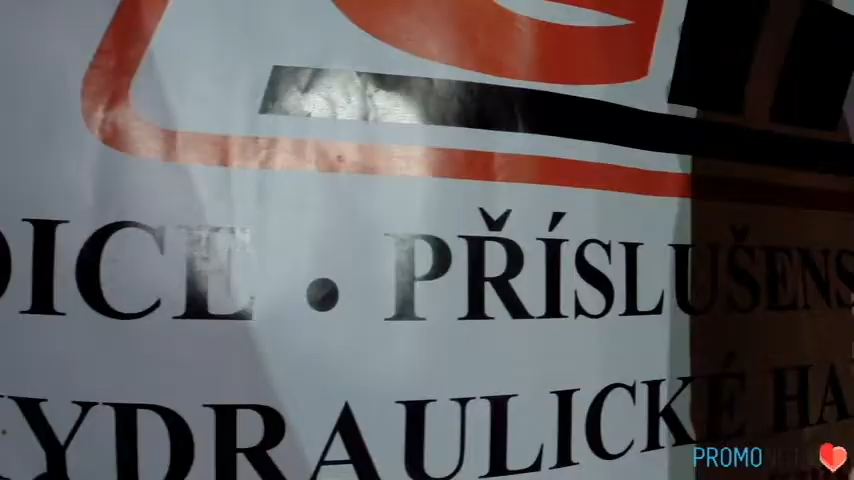 DICE • PŘÍSLUŠENS
YDRAULICKÉ HA
PROMO